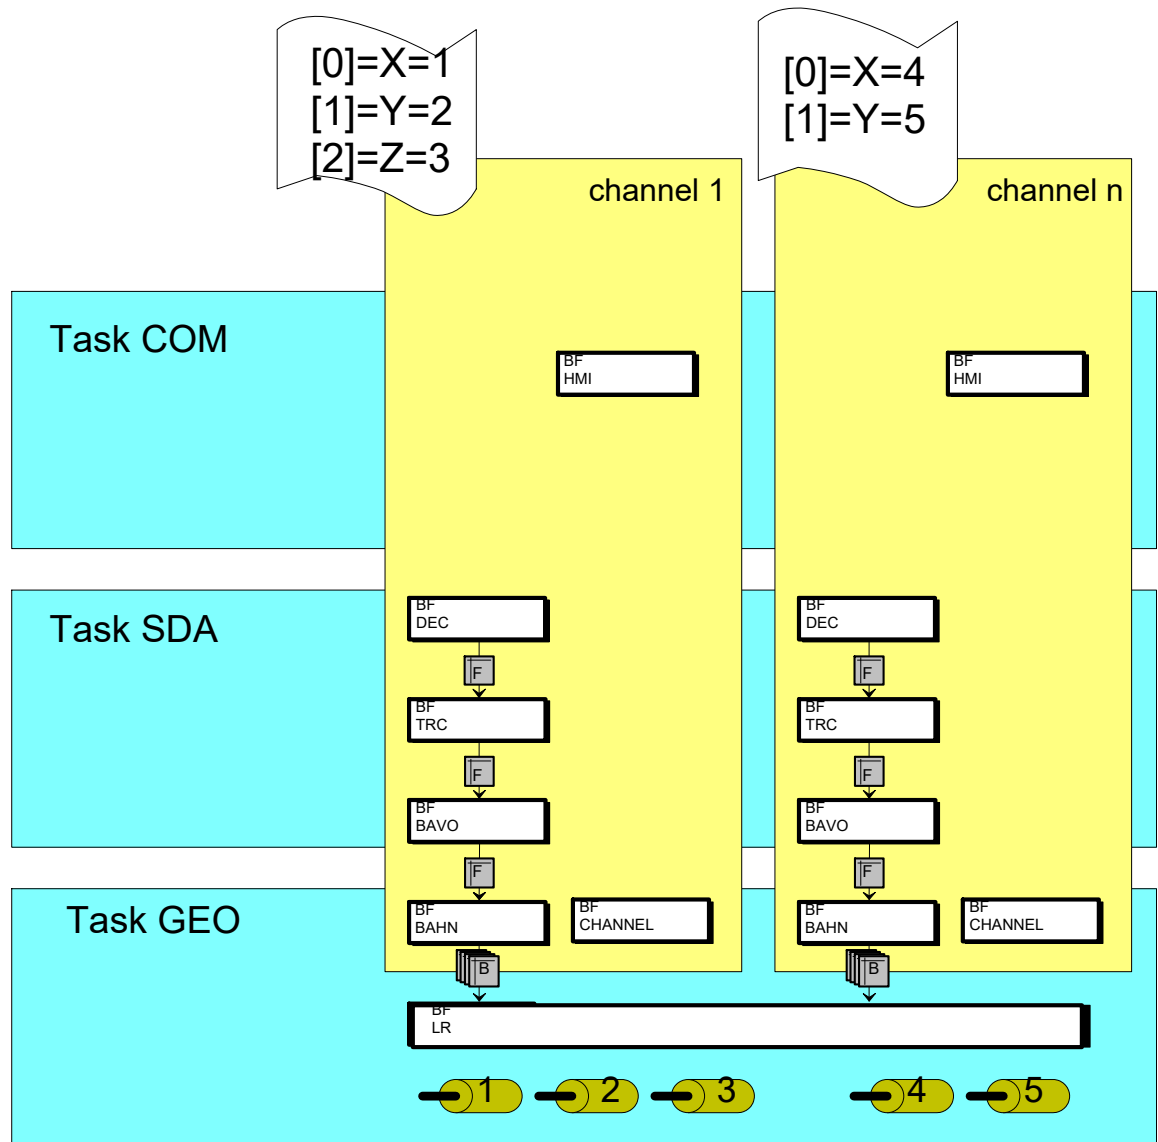 [0]=X=1
[1]=Y=2
[2]=Z=3
[0]=X=4
[1]=Y=5
channel 1
channel n
Task COM
BF
HMI
BF
HMI
Task SDA
BF
DEC
BF
DEC
F
F
BF
TRC
BF
TRC
F
F
BF
BAVO
BF
BAVO
F
F
Task GEO
BF
BAHN
BF
CHANNEL
BF
BAHN
BF
CHANNEL
B
B
BF
LR
1
2
3
4
5